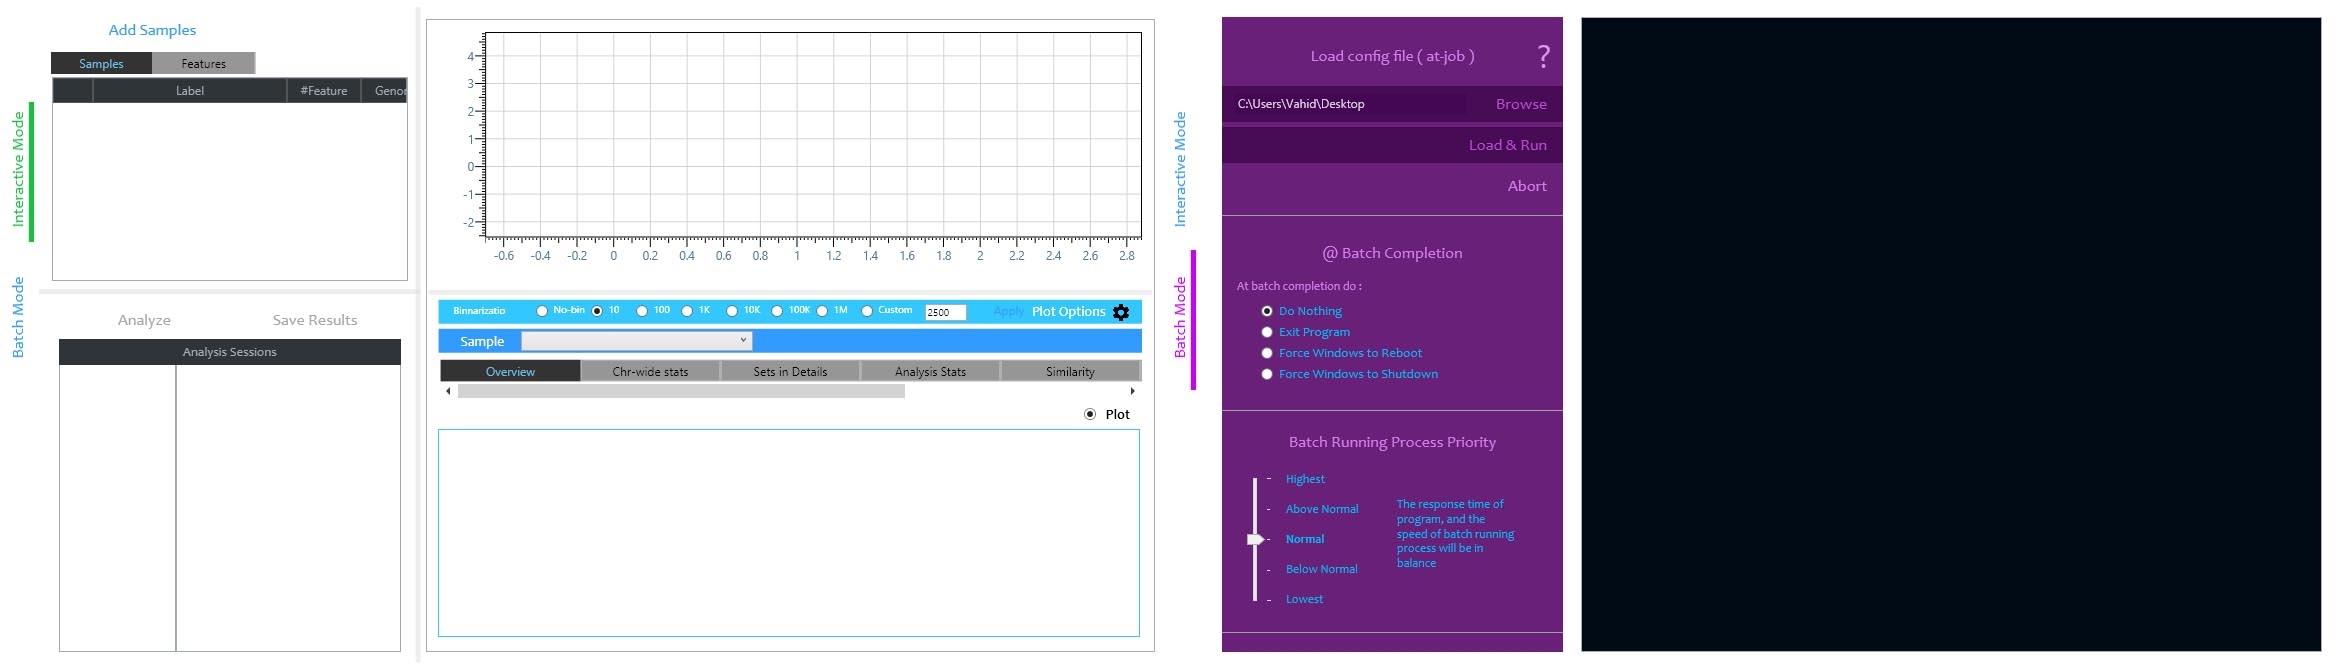 Add Samples
Samples Features
Label #Feature
Interactive Mode
Batch Mode
Analyze Save Results
Analysis Sessions
4
3
2
1
0
-1
-2
-0.6 -0.4 -0.2 0 0.2 0.4 0.6 0.8 1 1.2 1.4 1.6 1.8 2 2.2 2.4 2.6 2.8
Binnarizatio No-bin 10 100 1K 10K 100K 1M Custom 2500 Apply Plot Options
Sample
Overview Chr-wide stats Sets in Details Analysis Stats Similarity
Plot
Interactive Mode
Batch Mode
Load config file ( at-job ) ?
C:\Users\Vahid\Desktop Browse
Load & Run
Abort
@ Batch Completion
At batch completion do :
Do Nothing
Exit Program
Force Windows to Reboot
Force Windows to Shutdown
Batch Running Process Priority
- Highest
- Above Normal
- Normal
- Below Normal
- Lowest
The response time of
program, and the
speed of batch running
process will be in
balance